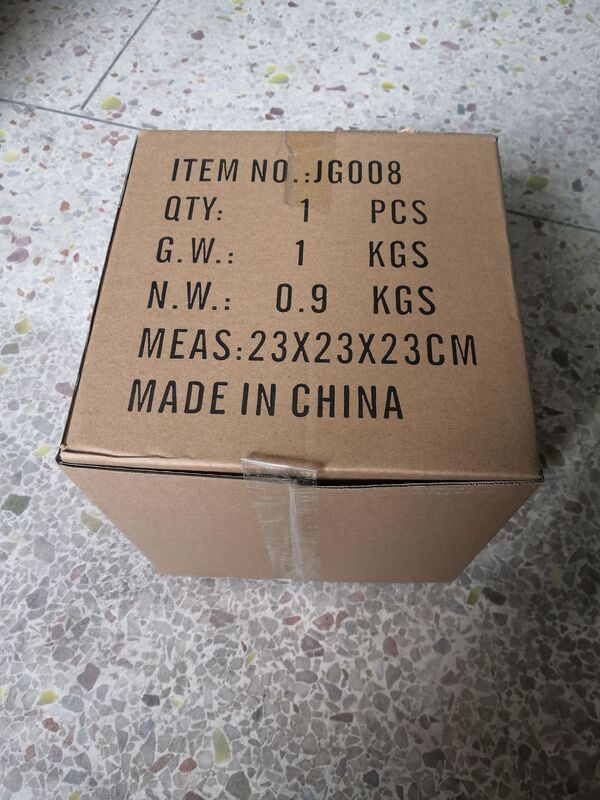 ITEM NO.:JG008
QTY: 1 PCS
G.W.: 1 KGS
N.W.: 0.9 KGS
MEAS:23X23X23CM
MADE IN CHINA